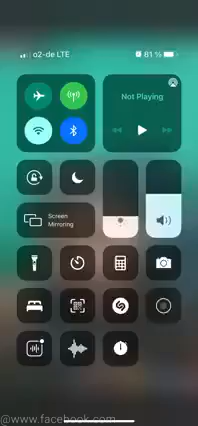 o2-de LTE 81 %
Not Playing
Screen
Mirroring
@www.facebook.com